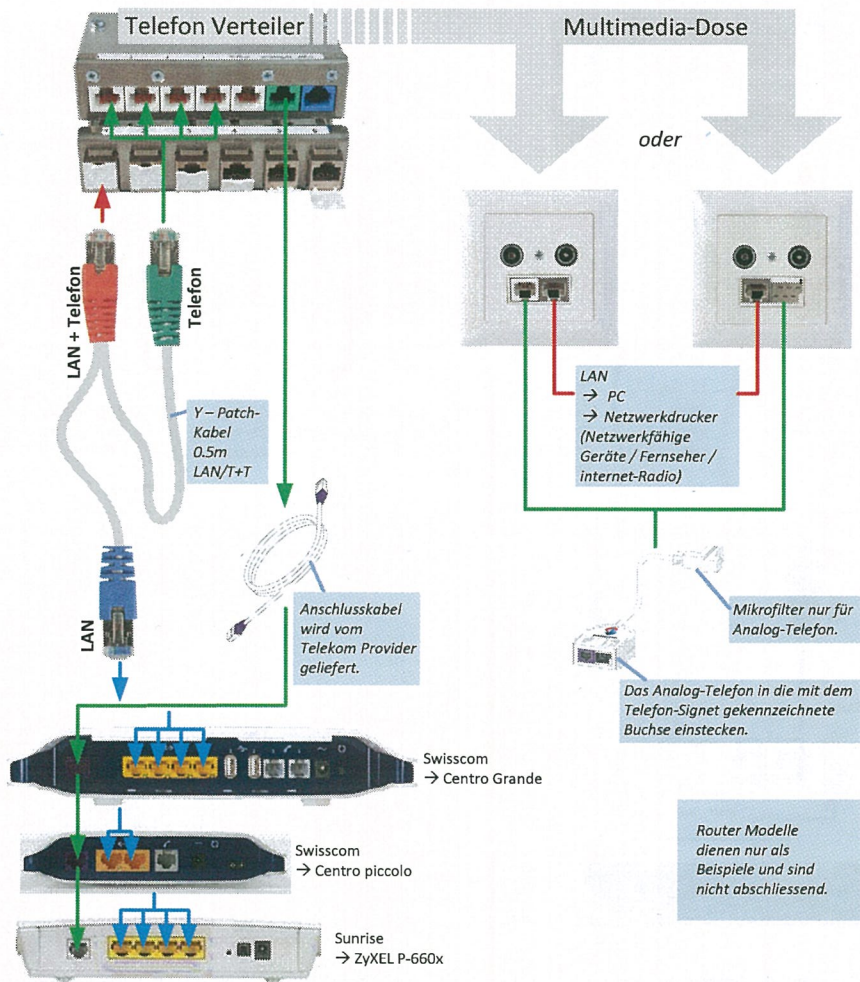 Telefon Verteiler
Multimedia-Dose
oder
LAN + Telefon
Telefon
Y – Patch-
Kabel
0.5m
LAN/T+T
LAN
→ PC
→ Netzwerkdrucker
(Netzwerkfähige
Geräte / Fernseher /
internet-Radio)
LAN
Anschlusskabel
wird vom
Telekom Provider
geliefert.
Mikrofilter nur für
Analog-Telefon.
Das Analog-Telefon in die mit dem
Telefon-Signet gekennzeichnete
Buchse einstecken.
Swisscom
→ Centro Grande
Swisscom
→ Centro piccolo
Router Modelle
dienen nur als
Beispiele und sind
nicht abschliessend.
Sunrise
→ ZyXEL P-660x